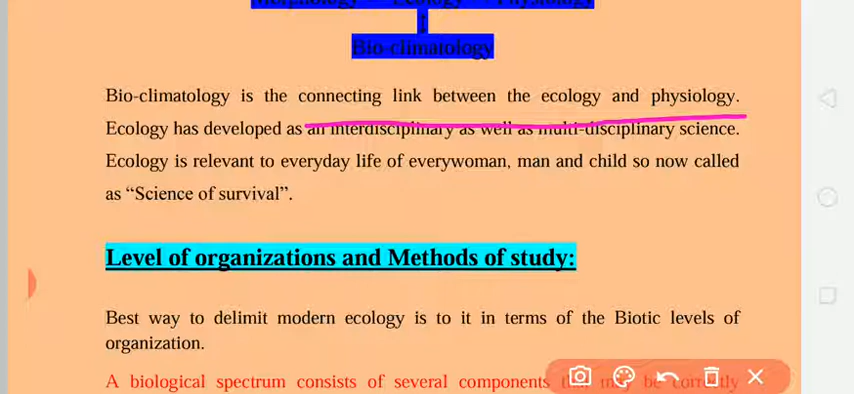 Morphology Ecology Physiology
Bio-climatology
Bio-climatology is the connecting link between the ecology and physiology.
Ecology has developed as an interdisciplinary as well as multi-disciplinary science.
Ecology is relevant to everyday life of everywoman, man and child so now called
as “Science of survival”.
Level of organizations and Methods of study:
Best way to delimit modern ecology is to it in terms of the Biotic levels of
organization.
A biological spectrum consists of several components